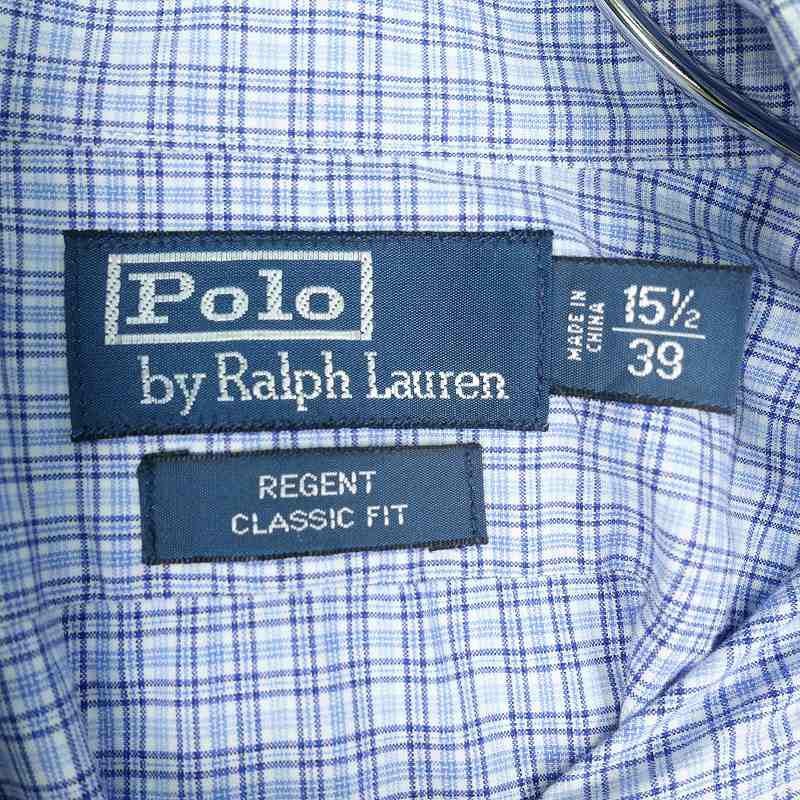 Polo
by Ralph Lauren
MADE IN
CHINA
15½
39
REGENT
CLASSIC FIT